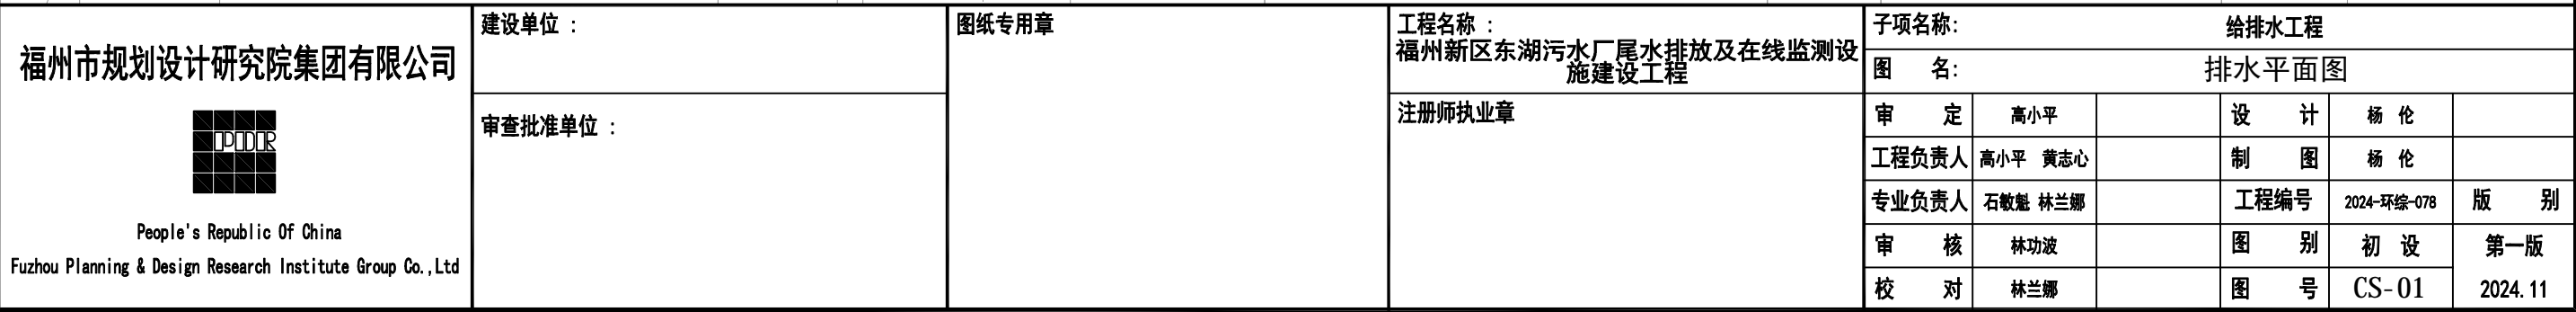 福州市规划设计研究院集团有限公司
People's Republic Of China
Fuzhou Planning & Design Research Institute Group Co.,Ltd
建设单位 :
审查批准单位 :
图纸专用章
工程名称 :
福州新区东湖污水厂尾水排放及在线监测设
施建设工程
注册师执业章
子项名称: 给排水工程
图 名: 排水平面图
审 定 高小平 设 计 杨 伦
工程负责人 高小平 黄志心 制 图 杨 伦
专业负责人 石敏魁 林兰娜 工程编号 2024-环综-078 版 别
审 核 林功波 图 别 初 设 第一版
校 对 林兰娜 图 号 CS-01 2024.11